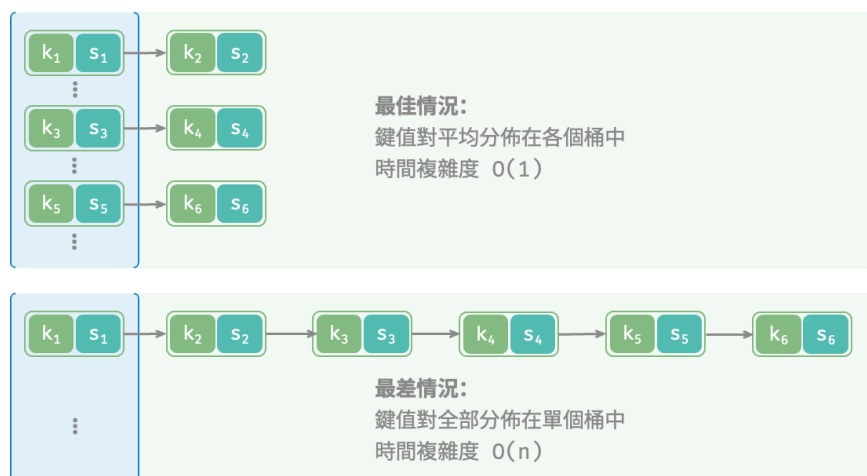 k₁ s₁ k₂ s₂
k₃ s₃ k₄ s₄
k₅ s₅ k₆ s₆
最佳情況：
鍵值對平均分佈在各個桶中
時間複雜度 O(1)
k₁ s₁ k₂ s₂ k₃ s₃ k₄ s₄ k₅ s₅ k₆ s₆
最差情況：
鍵值對全部分佈在單個桶中
時間複雜度 O(n)